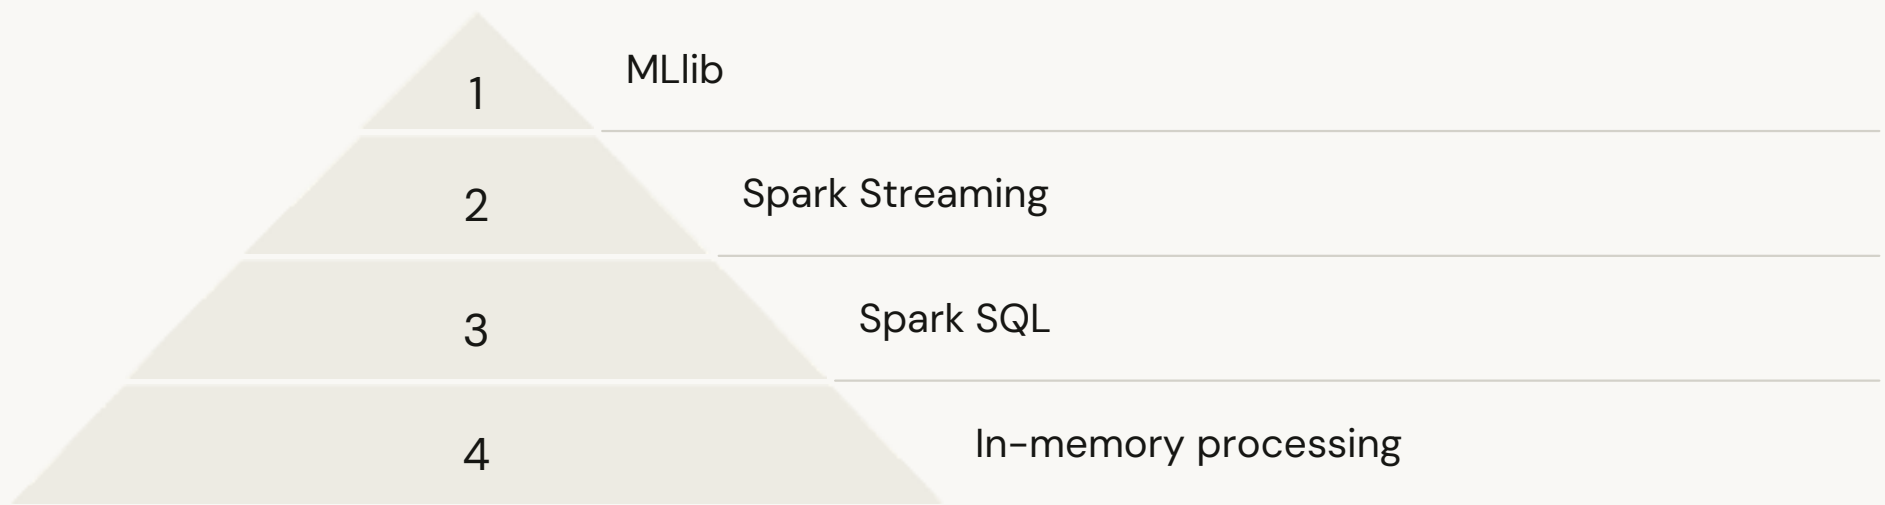 1
MLlib
2
Spark Streaming
3
Spark SQL
4
In-memory processing